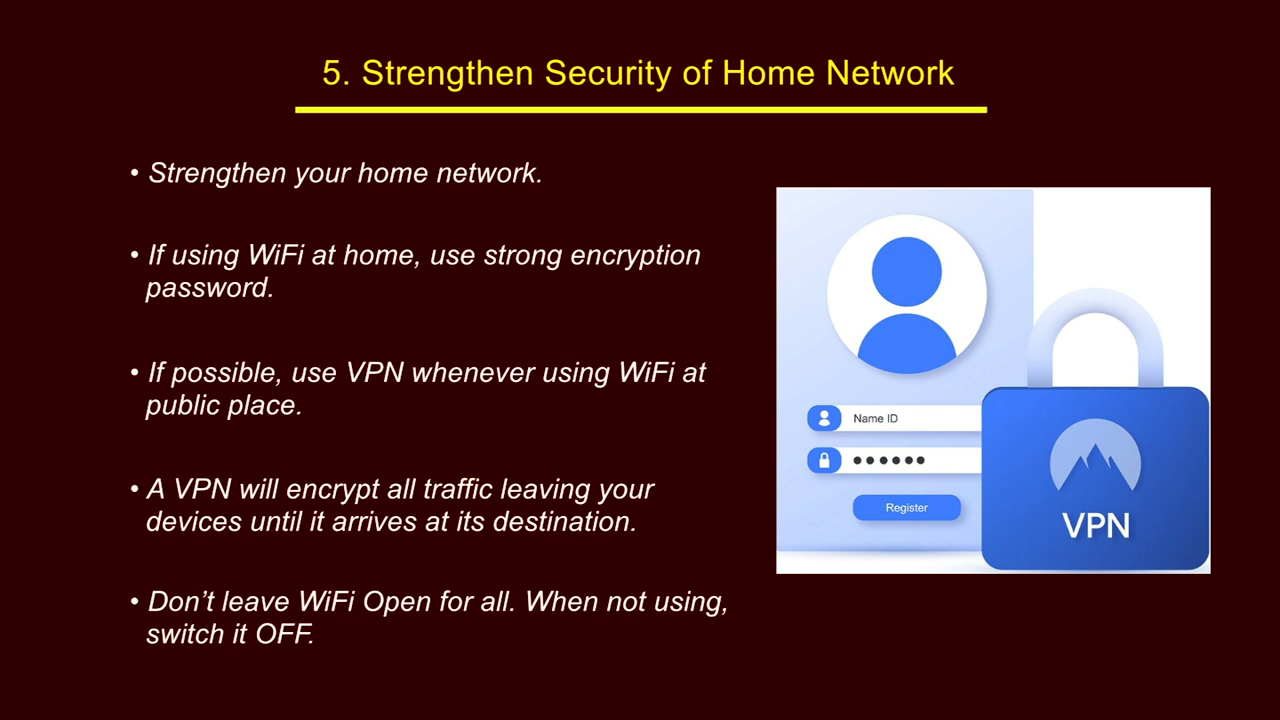 5. Strengthen Security of Home Network
• Strengthen your home network.
• If using WiFi at home, use strong encryption
password.
• If possible, use VPN whenever using WiFi at
public place.
• A VPN will encrypt all traffic leaving your
devices until it arrives at its destination.
• Don’t leave WiFi Open for all. When not using,
switch it OFF.
Name ID
●●●●●●
Register
VPN